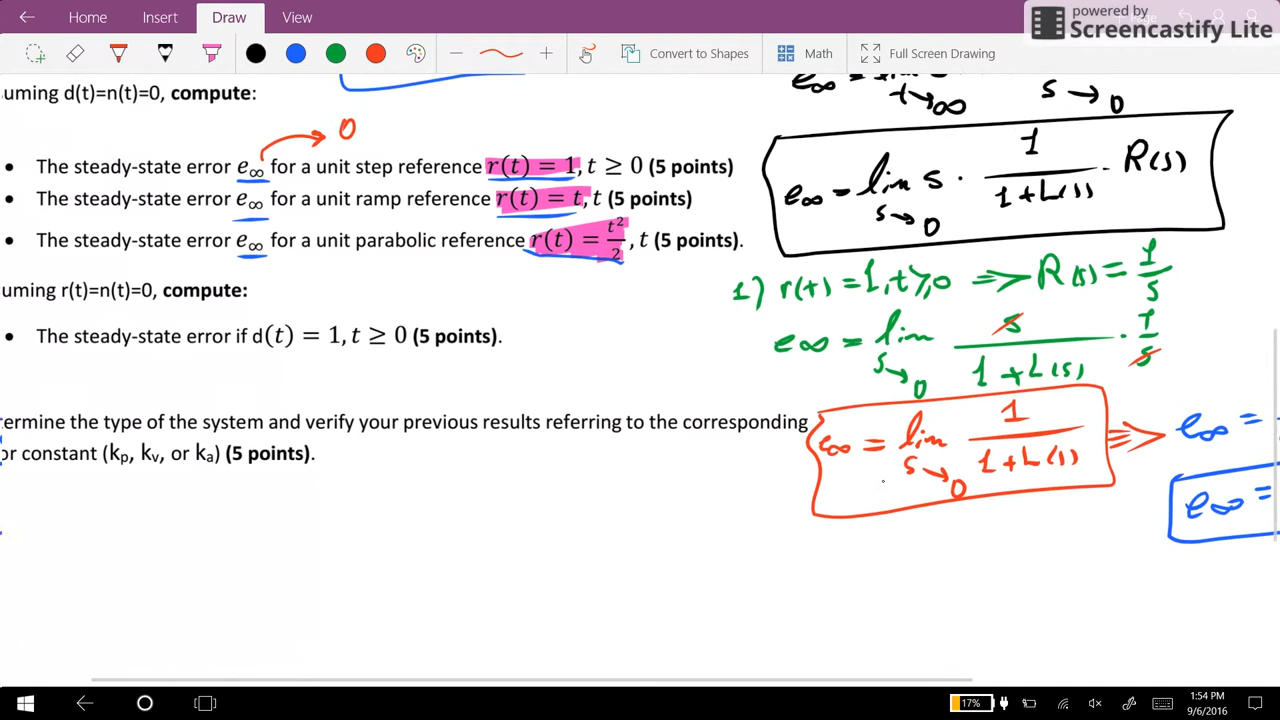 Home Insert Draw View
powered by
Screencastify Lite
Convert to Shapes Math Full Screen Drawing
uming d(t)=n(t)=0, compute:
0
• The steady-state error e∞ for a unit step reference r(t) = 1, t ≥ 0 (5 points)
• The steady-state error e∞ for a unit ramp reference r(t) = t, t (5 points)
• The steady-state error e∞ for a unit parabolic reference r(t) = t²/2, t (5 points).
uming r(t)=n(t)=0, compute:
• The steady-state error if d(t) = 1, t ≥ 0 (5 points).
ermine the type of the system and verify your previous results referring to the corresponding
or constant (kp, kv, or ka) (5 points).
t→∞ s→0
e∞ = lim s→0 s · 1/(1+L(s)) · R(s)
1) r(t) = 1, t ≥ 0 ⇒ R(s) = 1/s
e∞ = lim s→0 s/(1+L(s)) · 1/s
e∞ = lim s→0 1/(1+L(s)) ⇒ e∞ =
e∞ =
17%
1:54 PM
9/6/2016